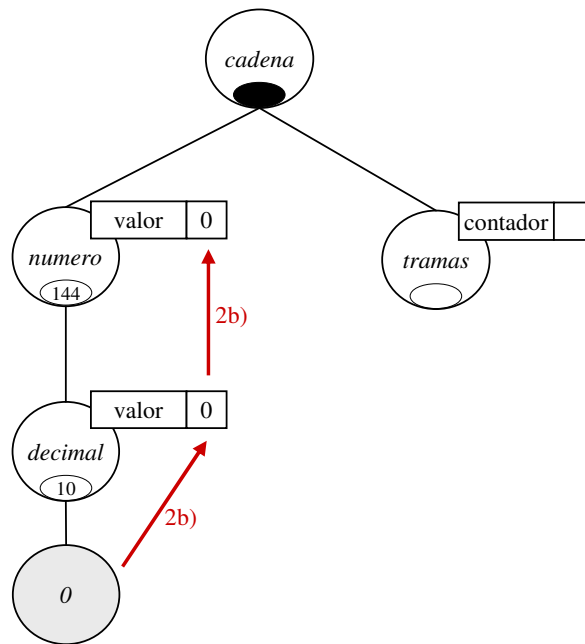 cadena
valor 0
contador
numero
tramas
144
2b)
valor 0
decimal
10
2b)
0